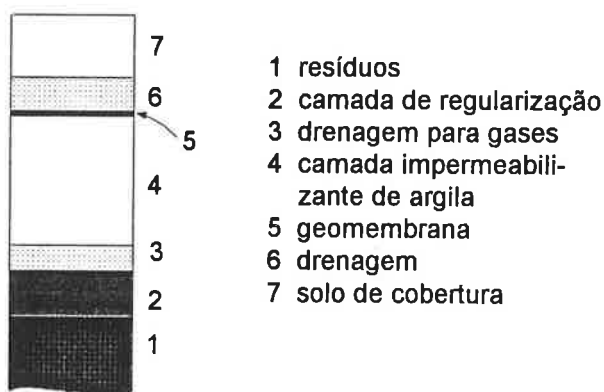 7
6
5
4
3
2
1
1 resíduos
2 camada de regularização
3 drenagem para gases
4 camada impermeabili-
zante de argila
5 geomembrana
6 drenagem
7 solo de cobertura